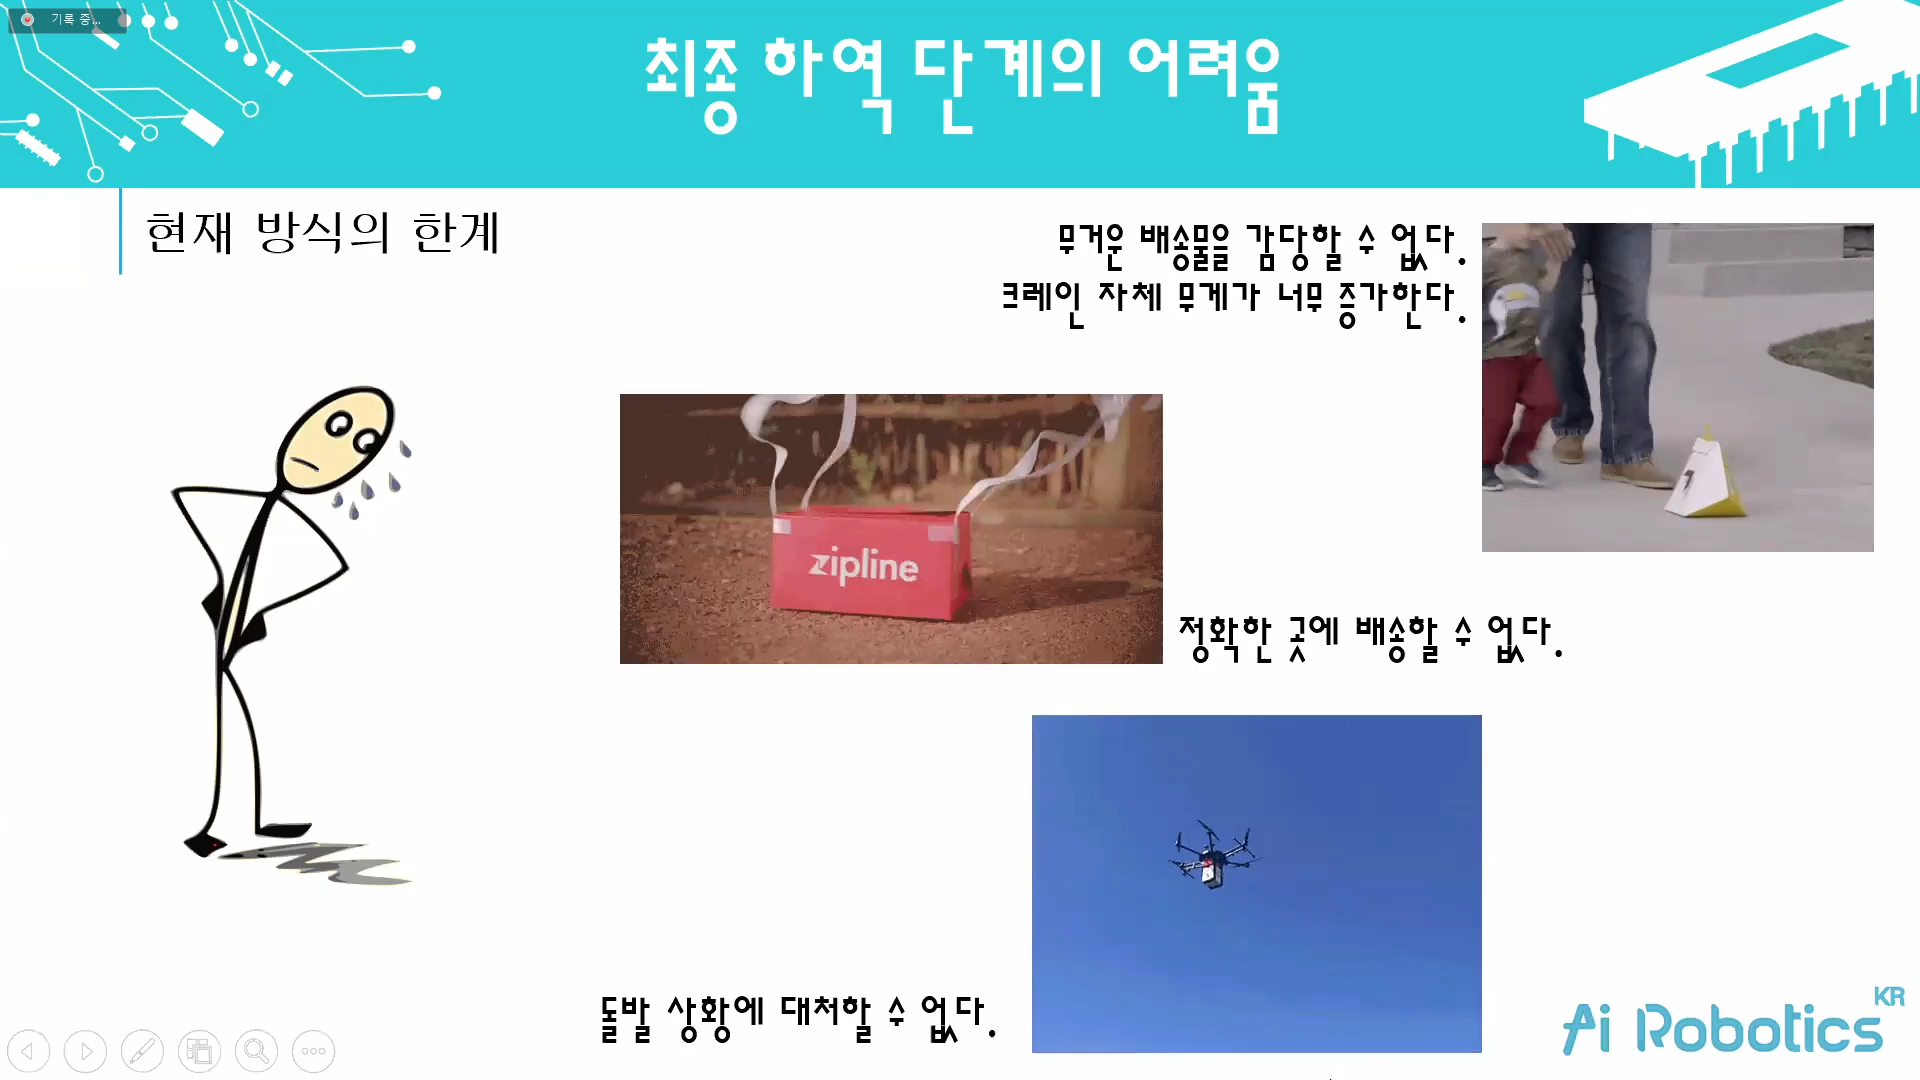 기록 중...
최종 하역 단계의 어려움
현재 방식의 한계
무거운 배송물을 감당할 수 없다.
크레인 자체 무게가 너무 증가한다.
zipline
정확한 곳에 배송할 수 없다.
돌발 상황에 대처할 수 없다.
Ai Robotics KR